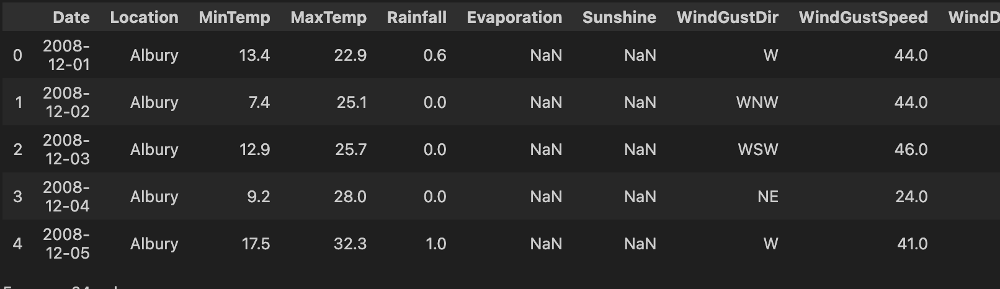 Date Location MinTemp MaxTemp Rainfall Evaporation Sunshine WindGustDir WindGustSpeed WindD
0 2008-12-01 Albury 13.4 22.9 0.6 NaN NaN W 44.0
1 2008-12-02 Albury 7.4 25.1 0.0 NaN NaN WNW 44.0
2 2008-12-03 Albury 12.9 25.7 0.0 NaN NaN WSW 46.0
3 2008-12-04 Albury 9.2 28.0 0.0 NaN NaN NE 24.0
4 2008-12-05 Albury 17.5 32.3 1.0 NaN NaN W 41.0